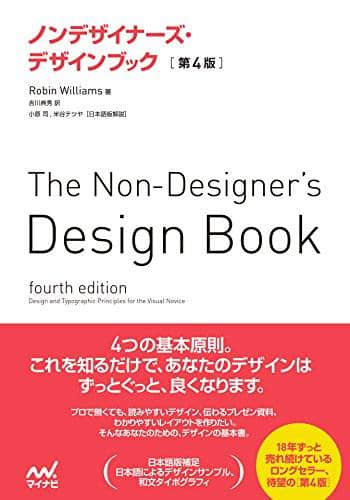 ノンデザイナーズ・
デザインブック [第4版]
Robin Williams 著
吉川典秀 訳
小原 司, 米谷テツヤ [日本語版解説]
The Non-Designer's
Design Book
fourth edition
Design and Typographic Principles for the Visual Novice
4つの基本原則。
これを知るだけで、あなたのデザインは
ずっとぐっと、良くなります。
プロで無くても、読みやすいデザイン、伝わるプレゼン資料、
わかりやすいレイアウトを作りたい。
そんなあなたのための、デザインの基本書。
日本語版補足
日本語によるデザインサンプル、
和文タイポグラフィ
18年ずっと
売れ続けている
ロングセラー、
待望の[第4版]
マイナビ